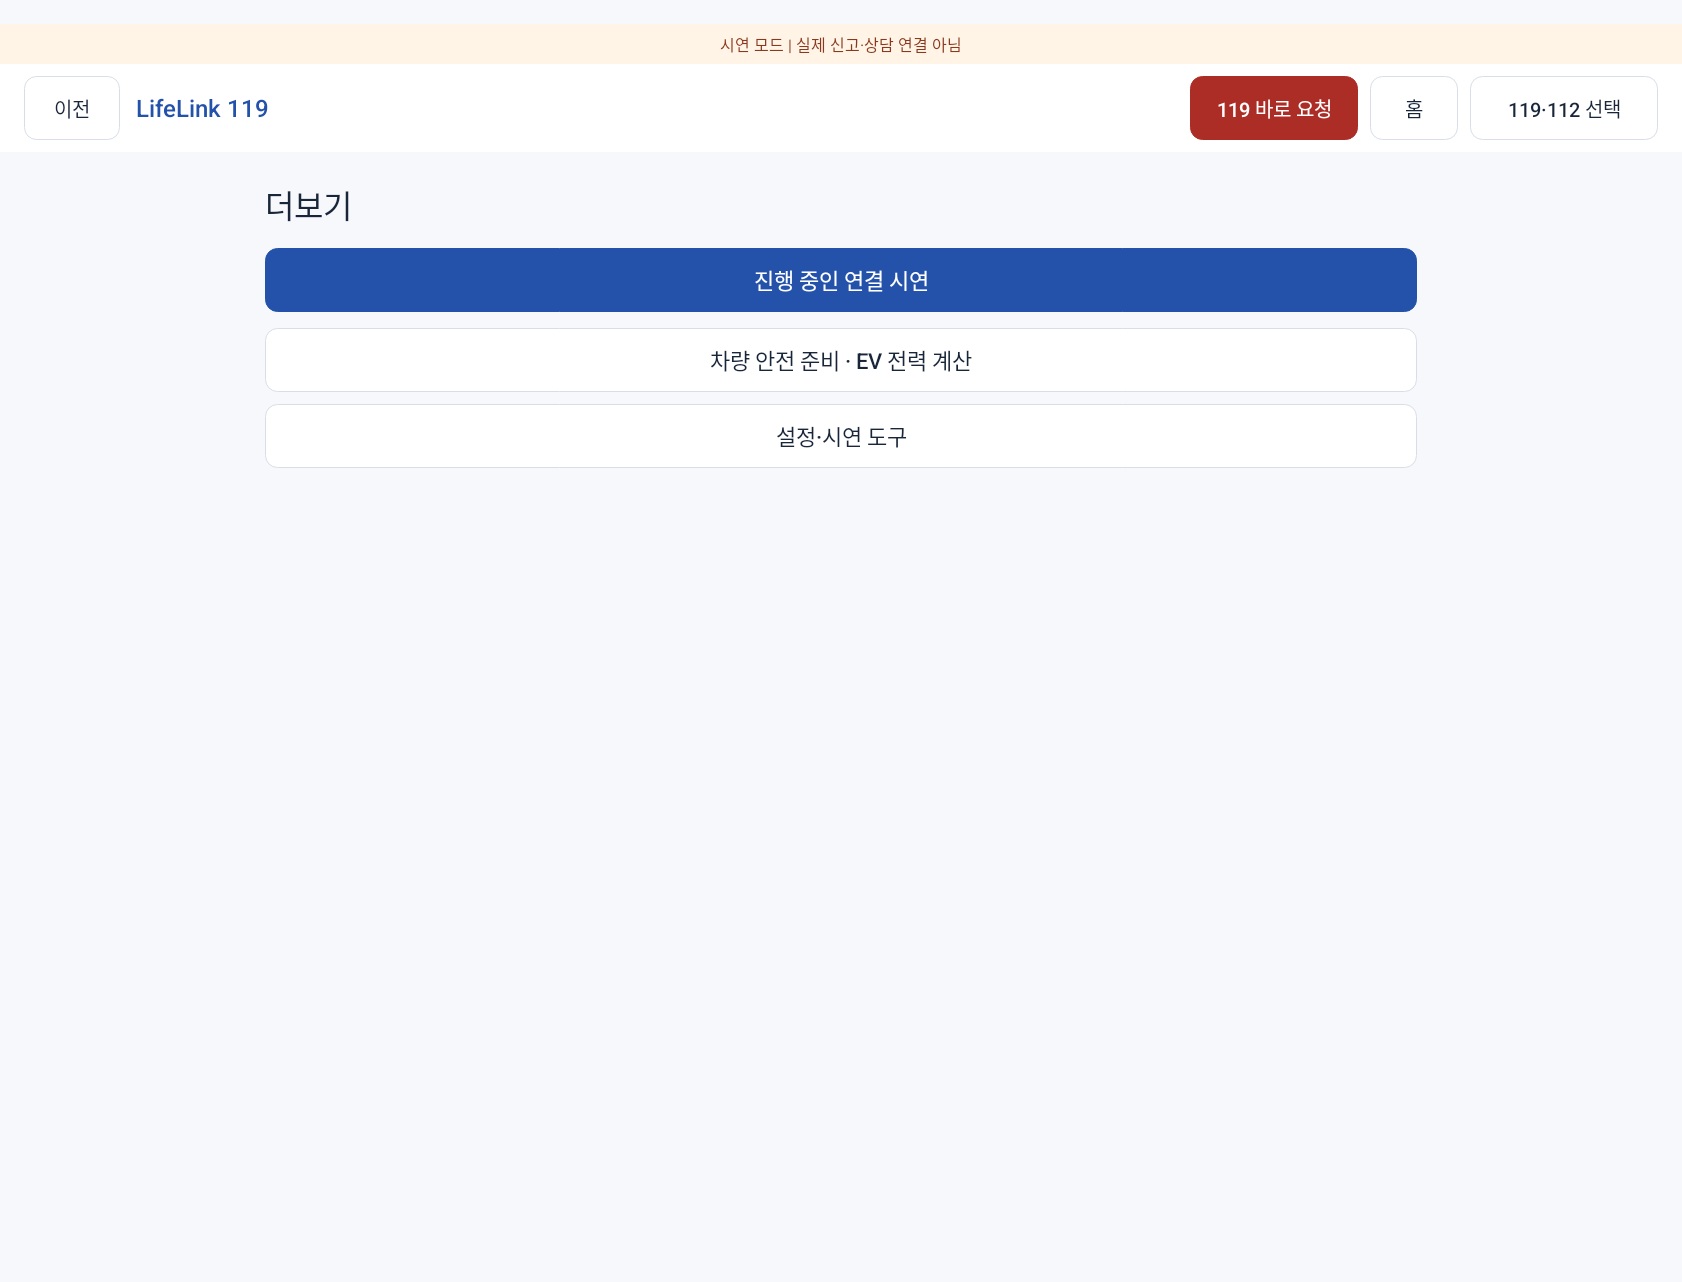 시연 모드 | 실제 신고·상담 연결 아님
이전
LifeLink 119
119 바로 요청
홈
119·112 선택
더보기
진행 중인 연결 시연
차량 안전 준비 · EV 전력 계산
설정·시연 도구